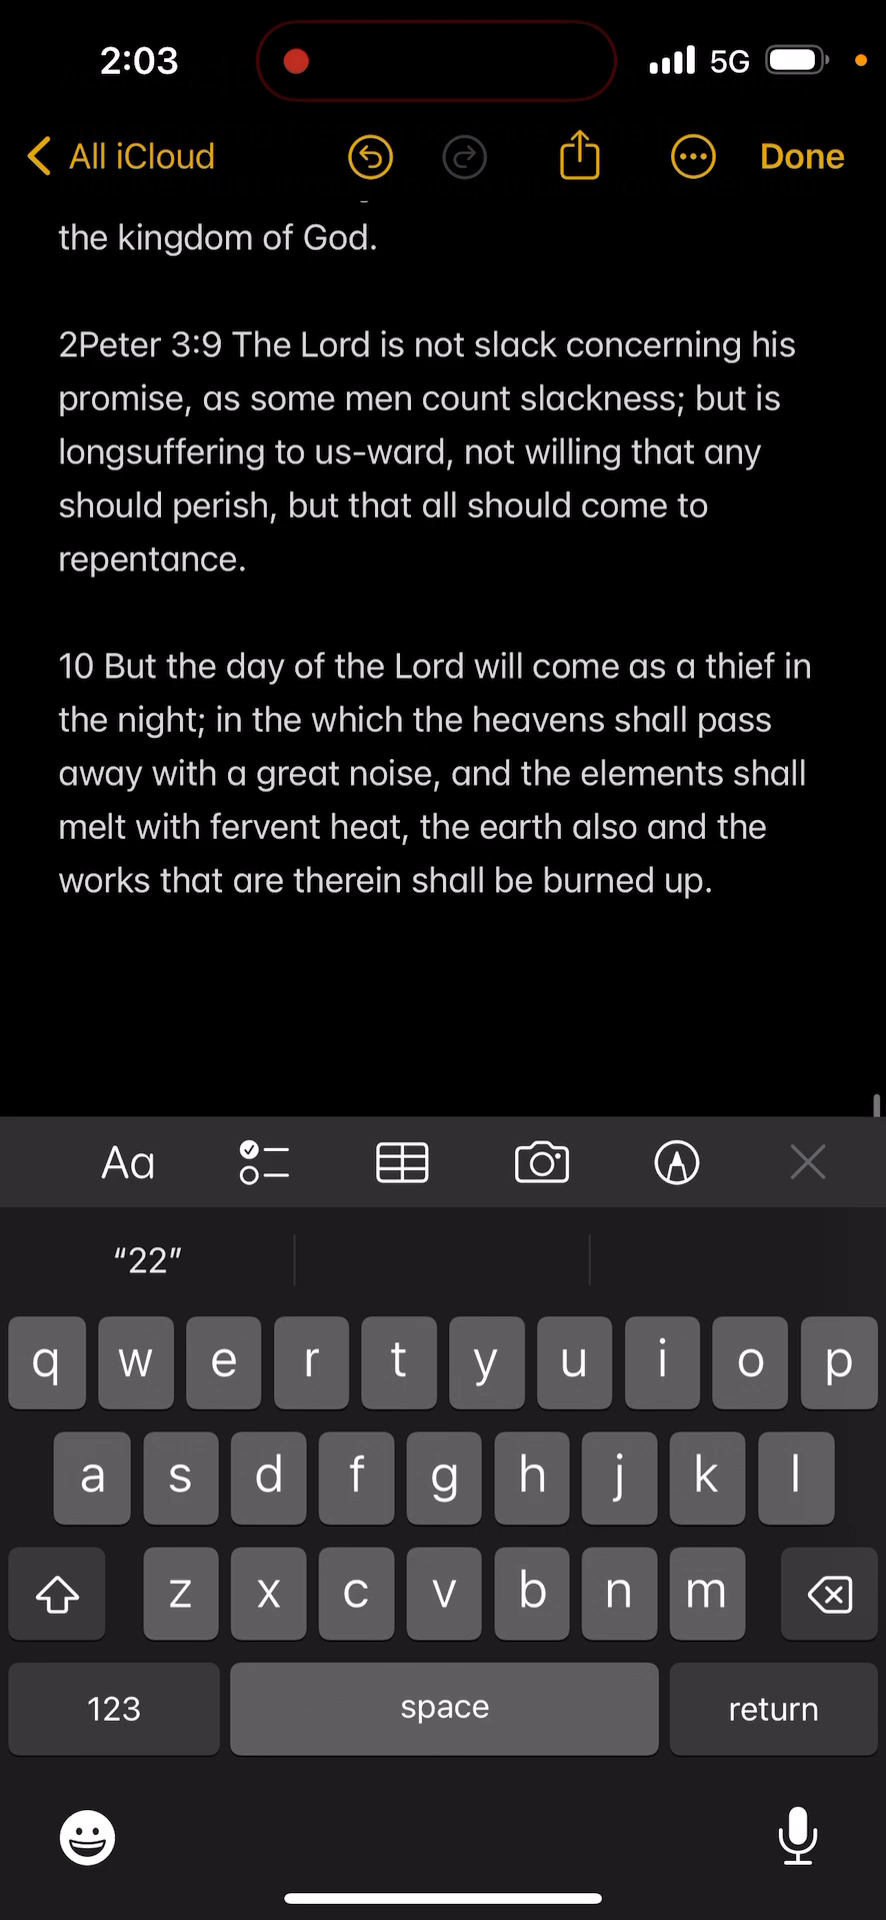 2:03
5G
All iCloud
Done
the kingdom of God.
2Peter 3:9 The Lord is not slack concerning his
promise, as some men count slackness; but is
longsuffering to us-ward, not willing that any
should perish, but that all should come to
repentance.
10 But the day of the Lord will come as a thief in
the night; in the which the heavens shall pass
away with a great noise, and the elements shall
melt with fervent heat, the earth also and the
works that are therein shall be burned up.
Aa
“22”
q w e r t y u i o p
a s d f g h j k l
z x c v b n m
123 space return